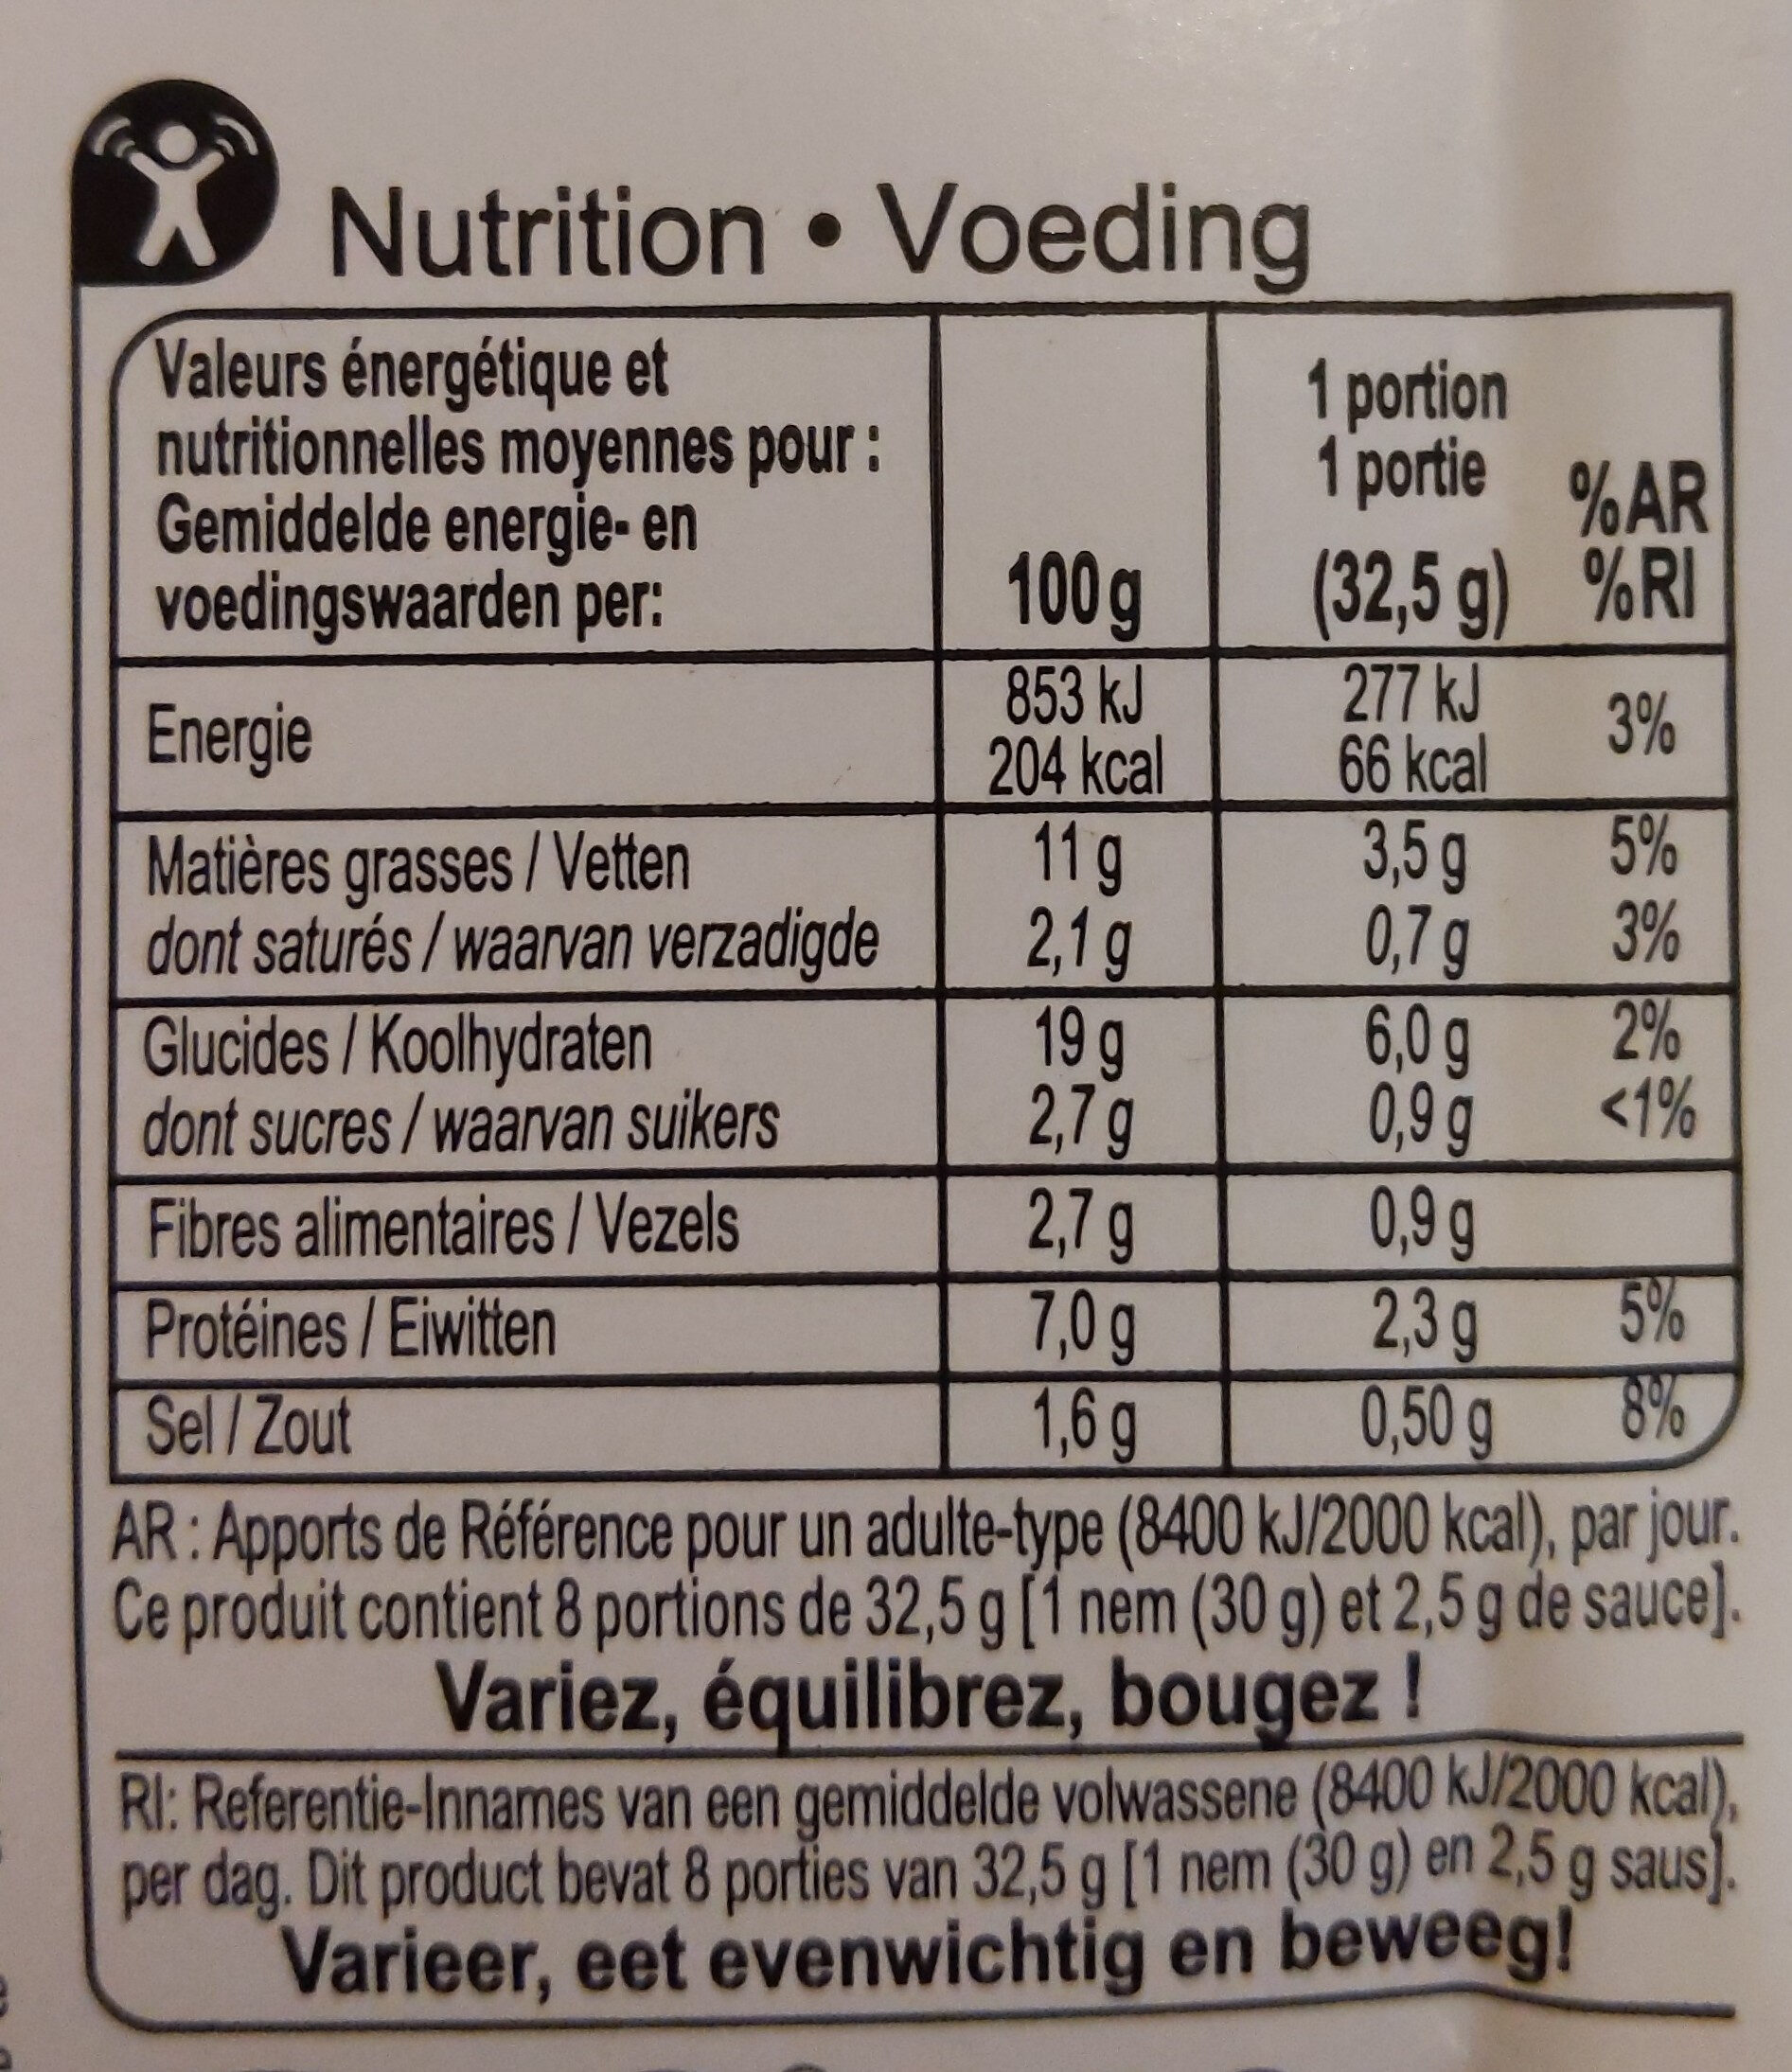 Nutrition • Voeding
Valeurs énergétique et
nutritionnelles moyennes pour :
Gemiddelde energie- en
voedingswaarden per:
100 g
1 portion
1 portie
(32,5 g)
%AR
%RI
Energie
853 kJ
204 kcal
277 kJ
66 kcal
3%
Matières grasses / Vetten 11 g 3,5 g 5%
dont saturés / waarvan verzadigde 2,1 g 0,7 g 3%
Glucides / Koolhydraten 19 g 6,0 g 2%
dont sucres / waarvan suikers 2,7 g 0,9 g <1%
Fibres alimentaires / Vezels 2,7 g 0,9 g
Protéines / Eiwitten 7,0 g 2,3 g 5%
Sel / Zout 1,6 g 0,50 g 8%
AR : Apports de Référence pour un adulte-type (8400 kJ/2000 kcal), par jour.
Ce produit contient 8 portions de 32,5 g [1 nem (30 g) et 2,5 g de sauce].
Variez, équilibrez, bougez !
RI: Referentie-Innames van een gemiddelde volwassene (8400 kJ/2000 kcal),
per dag. Dit product bevat 8 porties van 32,5 g [1 nem (30 g) en 2,5 g saus].
Varieer, eet evenwichtig en beweeg!